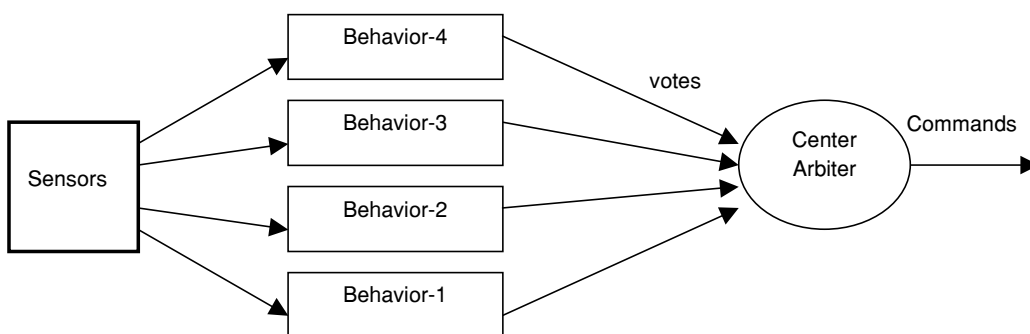 Behavior-4
votes
Behavior-3
Commands
Center
Arbiter
Sensors
Behavior-2
Behavior-1